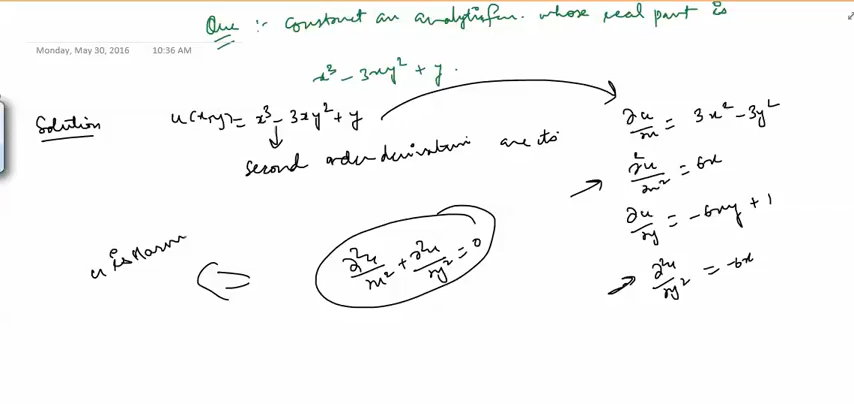 Que :- Construct an analytic fun. whose real part is
Monday, May 30, 2016 10:36 AM
x³ - 3xy² + y.
Solution u(x,y) = x³ - 3xy² + y
second order derivatives are cts
∂u/∂x = 3x² - 3y²
∂²u/∂x² = 6x
∂u/∂y = -6xy + 1
∂²u/∂y² = -6x
∂²u/∂x² + ∂²u/∂y² = 0
u is Harm